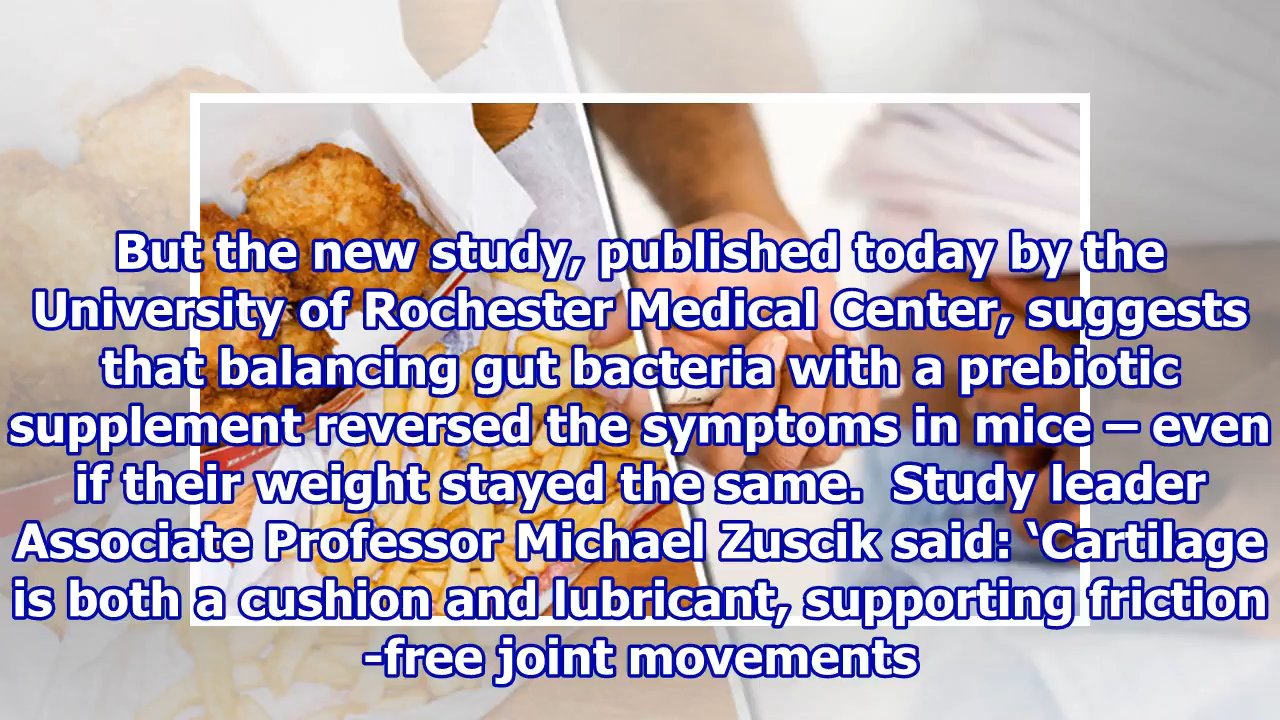 But the new study, published today by the
University of Rochester Medical Center, suggests
that balancing gut bacteria with a prebiotic
supplement reversed the symptoms in mice – even
if their weight stayed the same.  Study leader
Associate Professor Michael Zuscik said: ‘Cartilage
is both a cushion and lubricant, supporting friction
-free joint movements